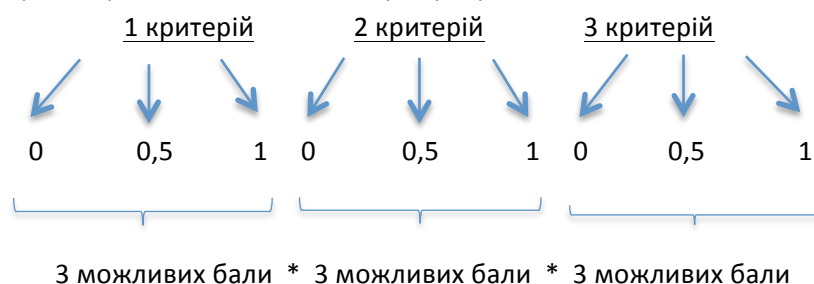 1 критерій 2 критерій 3 критерій
0 0,5 1 0 0,5 1 0 0,5 1
3 можливих бали * 3 можливих бали * 3 можливих бали